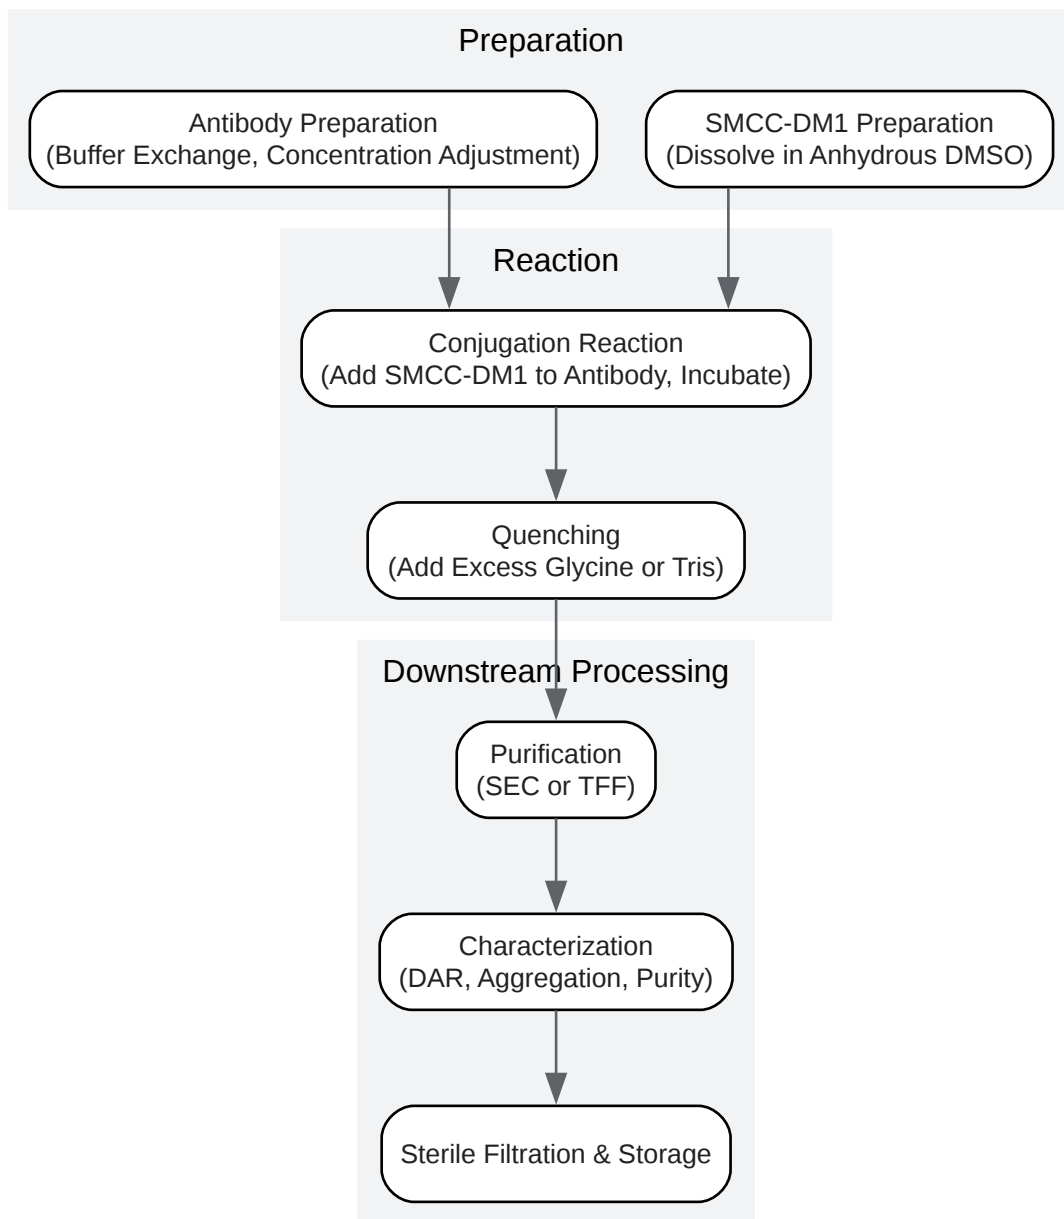 Preparation
Antibody Preparation
(Buffer Exchange, Concentration Adjustment)
SMCC-DM1 Preparation
(Dissolve in Anhydrous DMSO)
Reaction
Conjugation Reaction
(Add SMCC-DM1 to Antibody, Incubate)
Quenching
(Add Excess Glycine or Tris)
Downstream Processing
Purification
(SEC or TFF)
Characterization
(DAR, Aggregation, Purity)
Sterile Filtration & Storage